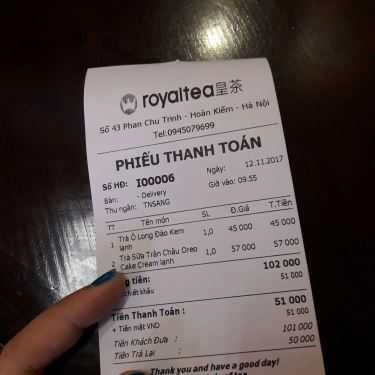 royaltea皇茶
Số 43 Phan Chu Trinh - Hoàn Kiếm - Hà Nội
Tel:0945079699
PHIẾU THANH TOÁN
Số HĐ: I00006 Ngày: 12.11.2017
Bàn: - Delivery Giờ vào: 09.55
Thu ngân: TNSANG
TT Tên món SL Đ.Giá T.Tiền
1 Trà Ô Long Đào Kem 1,0 45 000 45 000
lạnh
2 Trà Sữa Trân Châu Oreo 1,0 57 000 57 000
Cake Cream lạnh
tiền: 102 000
chiết khấu 51 000
Tiền Thanh Toán : 51 000
+ Tiền mặt VND 51 000
Tiền Khách Đưa : 101 000
Tiền Trả Lại : 50 000
Thank you and have a good day!